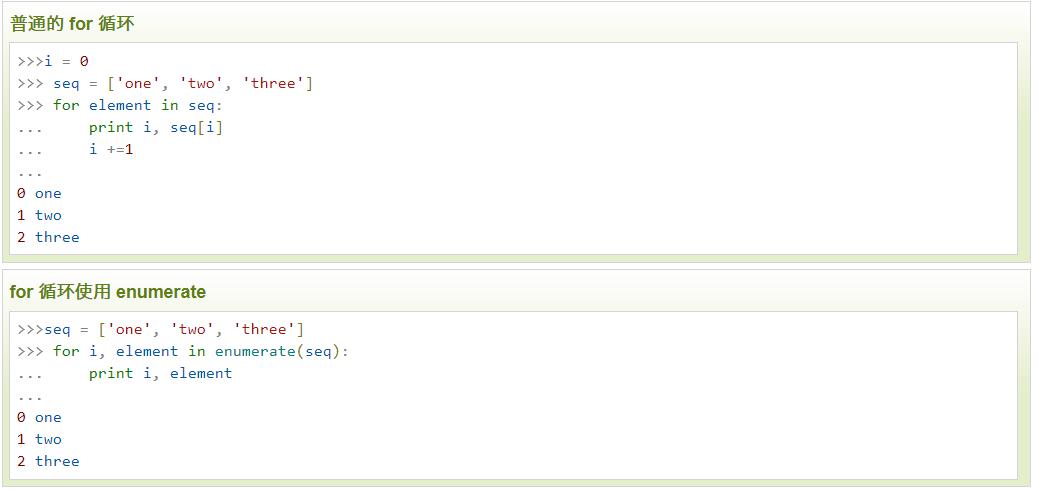 普通的 for 循环
>>>i = 0
>>> seq = ['one', 'two', 'three']
>>> for element in seq:
...     print i, seq[i]
...     i +=1
...
0 one
1 two
2 three
for 循环使用 enumerate
>>>seq = ['one', 'two', 'three']
>>> for i, element in enumerate(seq):
...     print i, element
...
0 one
1 two
2 three